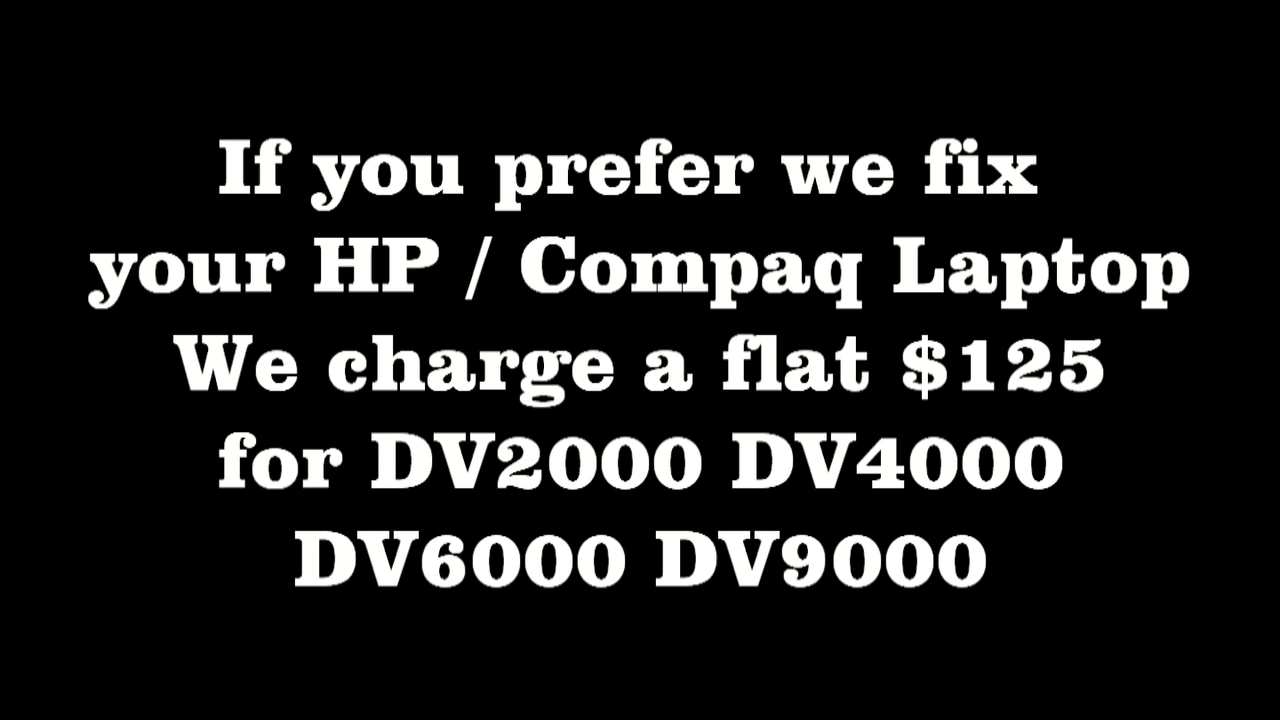 If you prefer we fix
your HP / Compaq Laptop
We charge a flat $125
for DV2000 DV4000
DV6000 DV9000